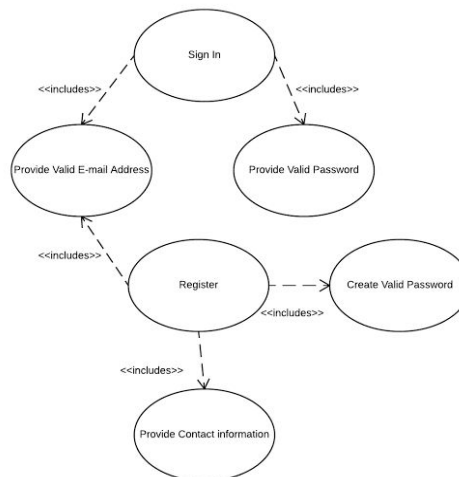 Sign In
<<includes>>
<<includes>>
Provide Valid E-mail Address
Provide Valid Password
<<includes>>
Register
Create Valid Password
<<includes>>
<<includes>>
Provide Contact information